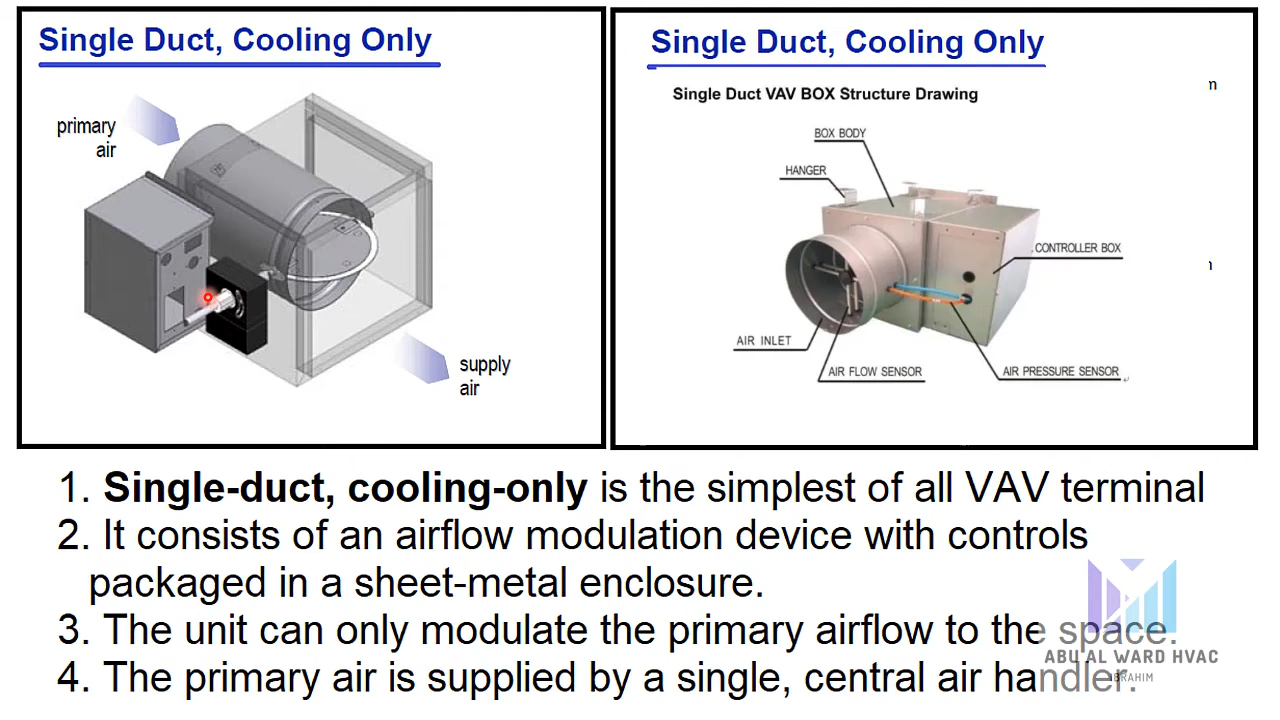 Single Duct, Cooling Only
primary
air
supply
air
Single Duct, Cooling Only
n
Single Duct VAV BOX Structure Drawing
BOX BODY
HANGER
CONTROLLER BOX
AIR INLET
AIR FLOW SENSOR
AIR PRESSURE SENSOR
1. Single-duct, cooling-only is the simplest of all VAV terminal
2. It consists of an airflow modulation device with controls
packaged in a sheet-metal enclosure.
3. The unit can only modulate the primary airflow to the space.
4. The primary air is supplied by a single, central air handler.
ABU AL WARD HVAC
IBRAHIM